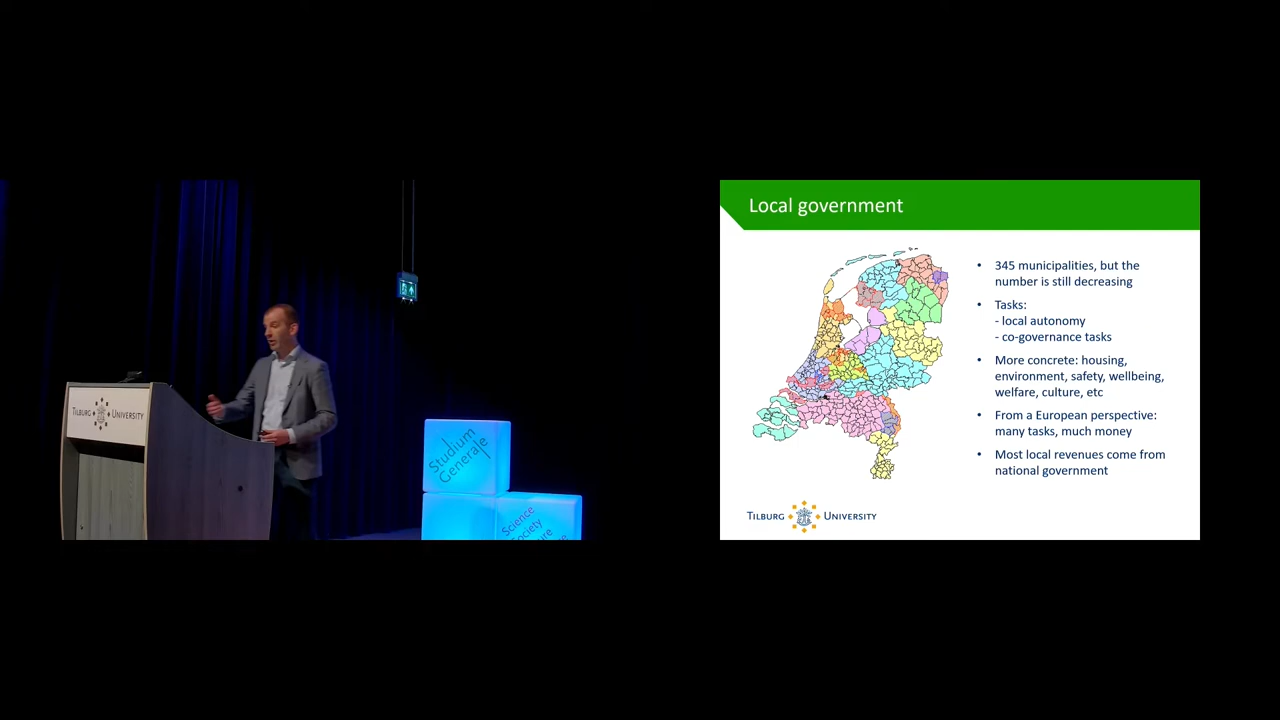 TILBURG UNIVERSITY
Studium
Generale
Science
Society
Local government
• 345 municipalities, but the
number is still decreasing
• Tasks:
- local autonomy
- co-governance tasks
• More concrete: housing,
environment, safety, wellbeing,
welfare, culture, etc
• From a European perspective:
many tasks, much money
• Most local revenues come from
national government
TILBURG UNIVERSITY